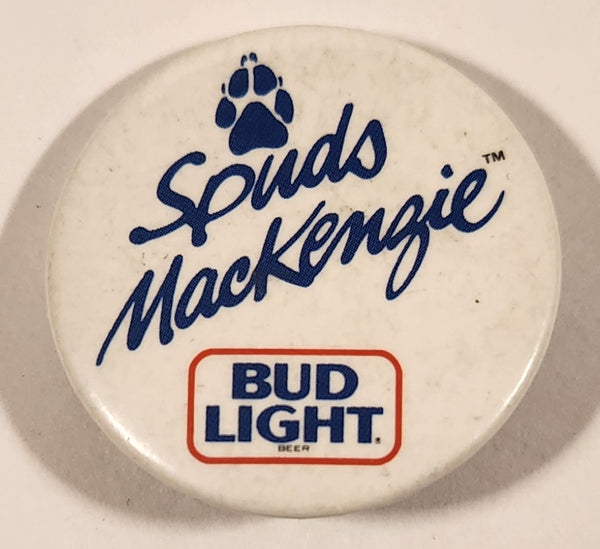 Spuds
MacKenzie™
BUD
LIGHT®
BEER